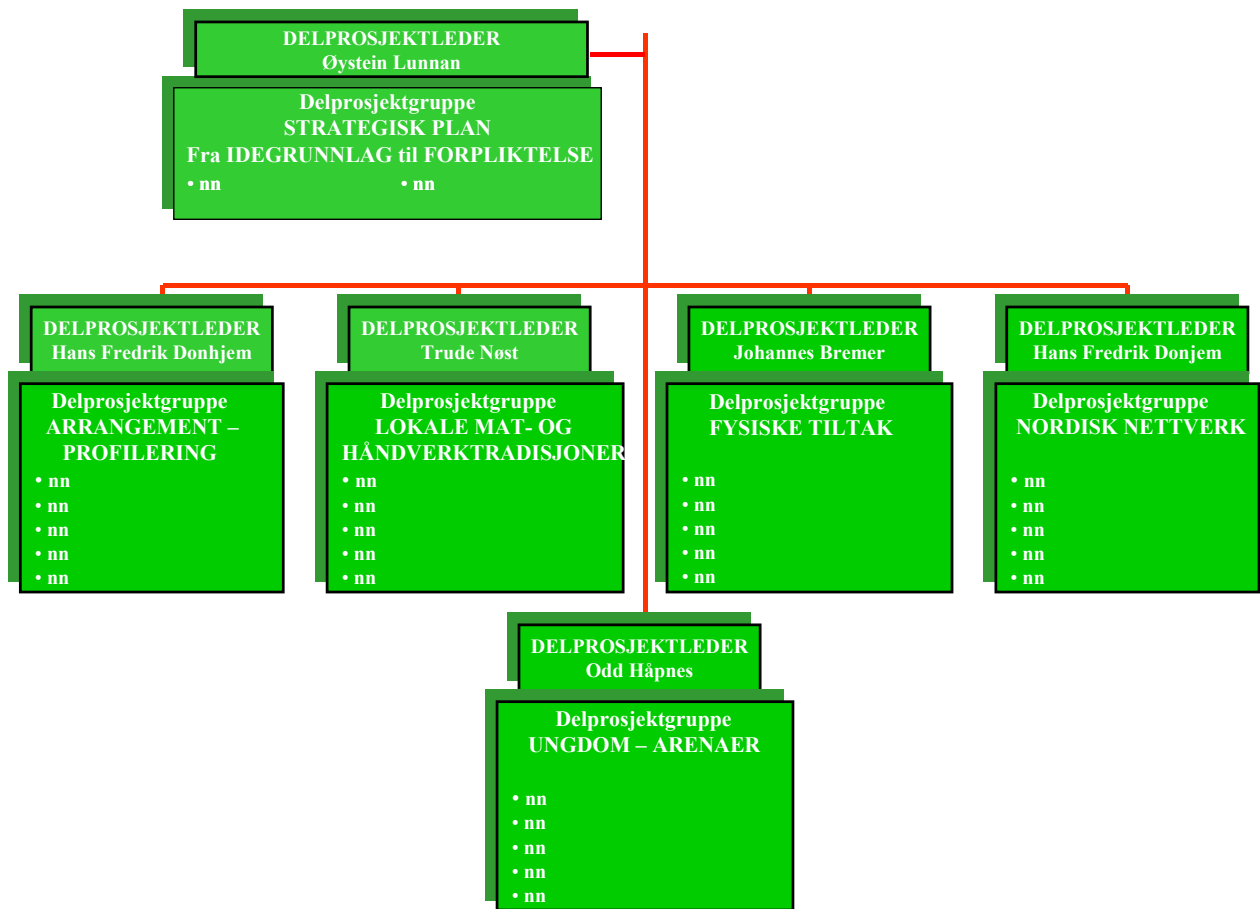 DELPROSJEKTLEDER
Øystein Lunnan
Delprosjektgruppe
STRATEGISK PLAN
Fra IDEGRUNNLAG til FORPLIKTELSE
• nn • nn
DELPROSJEKTLEDER
Hans Fredrik Donhjem
Delprosjektgruppe
ARRANGEMENT –
PROFILERING
• nn
• nn
• nn
• nn
• nn
DELPROSJEKTLEDER
Trude Nøst
Delprosjektgruppe
LOKALE MAT- OG
HÅNDVERKTRADISJONER
• nn
• nn
• nn
• nn
• nn
DELPROSJEKTLEDER
Johannes Bremer
Delprosjektgruppe
FYSISKE TILTAK
• nn
• nn
• nn
• nn
• nn
DELPROSJEKTLEDER
Hans Fredrik Donjem
Delprosjektgruppe
NORDISK NETTVERK
• nn
• nn
• nn
• nn
• nn
DELPROSJEKTLEDER
Odd Håpnes
Delprosjektgruppe
UNGDOM – ARENAER
• nn
• nn
• nn
• nn
• nn